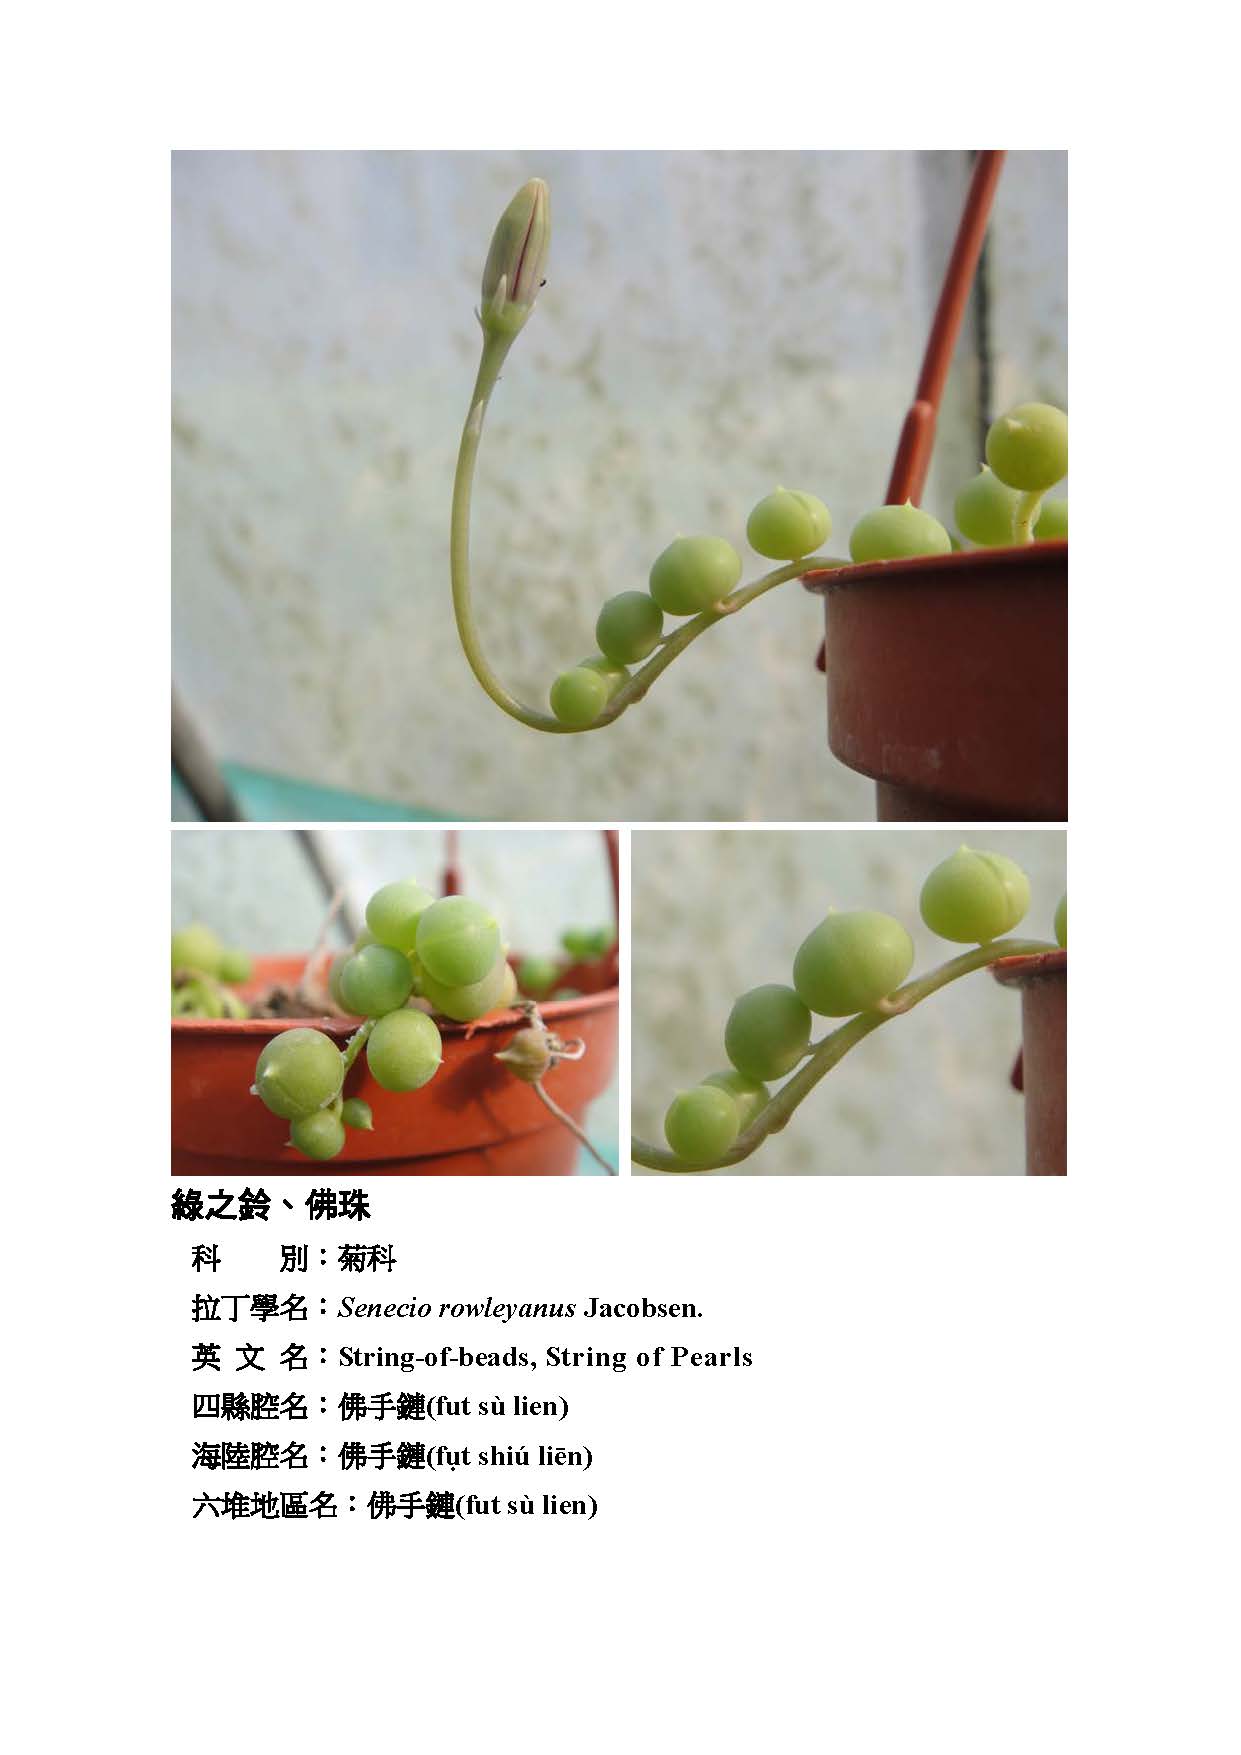 綠之鈴、佛珠
科　　別：菊科
拉丁學名：Senecio rowleyanus Jacobsen.
英 文 名：String-of-beads, String of Pearls
四縣腔名：佛手鏈(fut sù lien)
海陸腔名：佛手鏈(fu̟t shiú liēn)
六堆地區名：佛手鏈(fut sù lien)